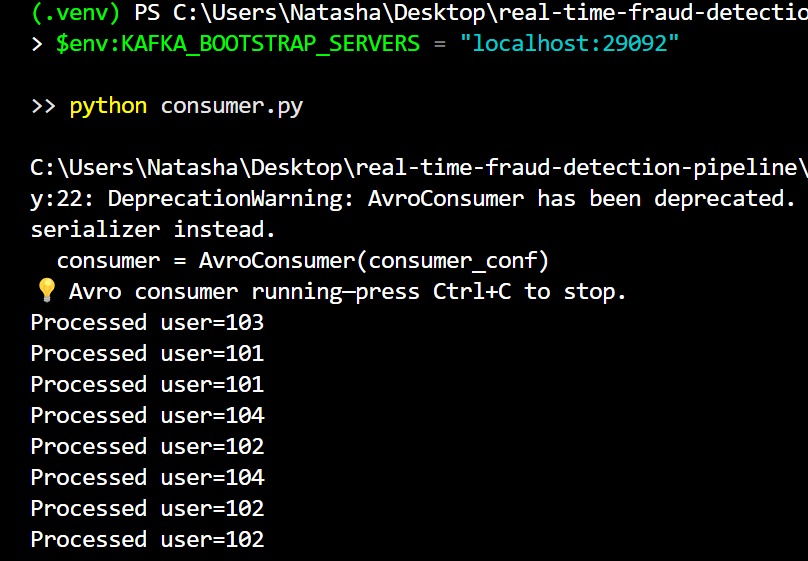 (.venv) PS C:\Users\Natasha\Desktop\real-time-fraud-detectio
> $env:KAFKA_BOOTSTRAP_SERVERS = "localhost:29092"
>> python consumer.py
C:\Users\Natasha\Desktop\real-time-fraud-detection-pipeline\
y:22: DeprecationWarning: AvroConsumer has been deprecated.
serializer instead.
consumer = AvroConsumer(consumer_conf)
💡 Avro consumer running—press Ctrl+C to stop.
Processed user=103
Processed user=101
Processed user=101
Processed user=104
Processed user=102
Processed user=104
Processed user=102
Processed user=102